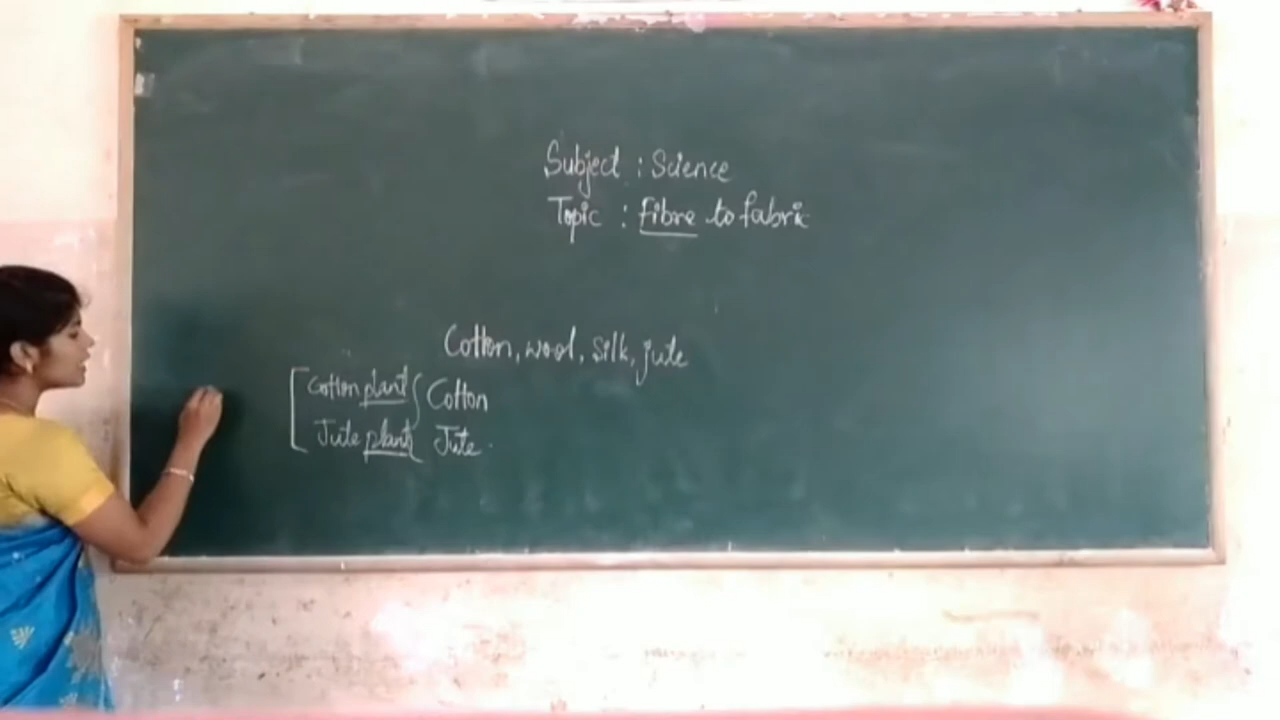 Subject : Science
Topic : fibre to fabric
Cotton, wool, silk, jute
Cotton plant { Cotton
Jute plant { Jute.